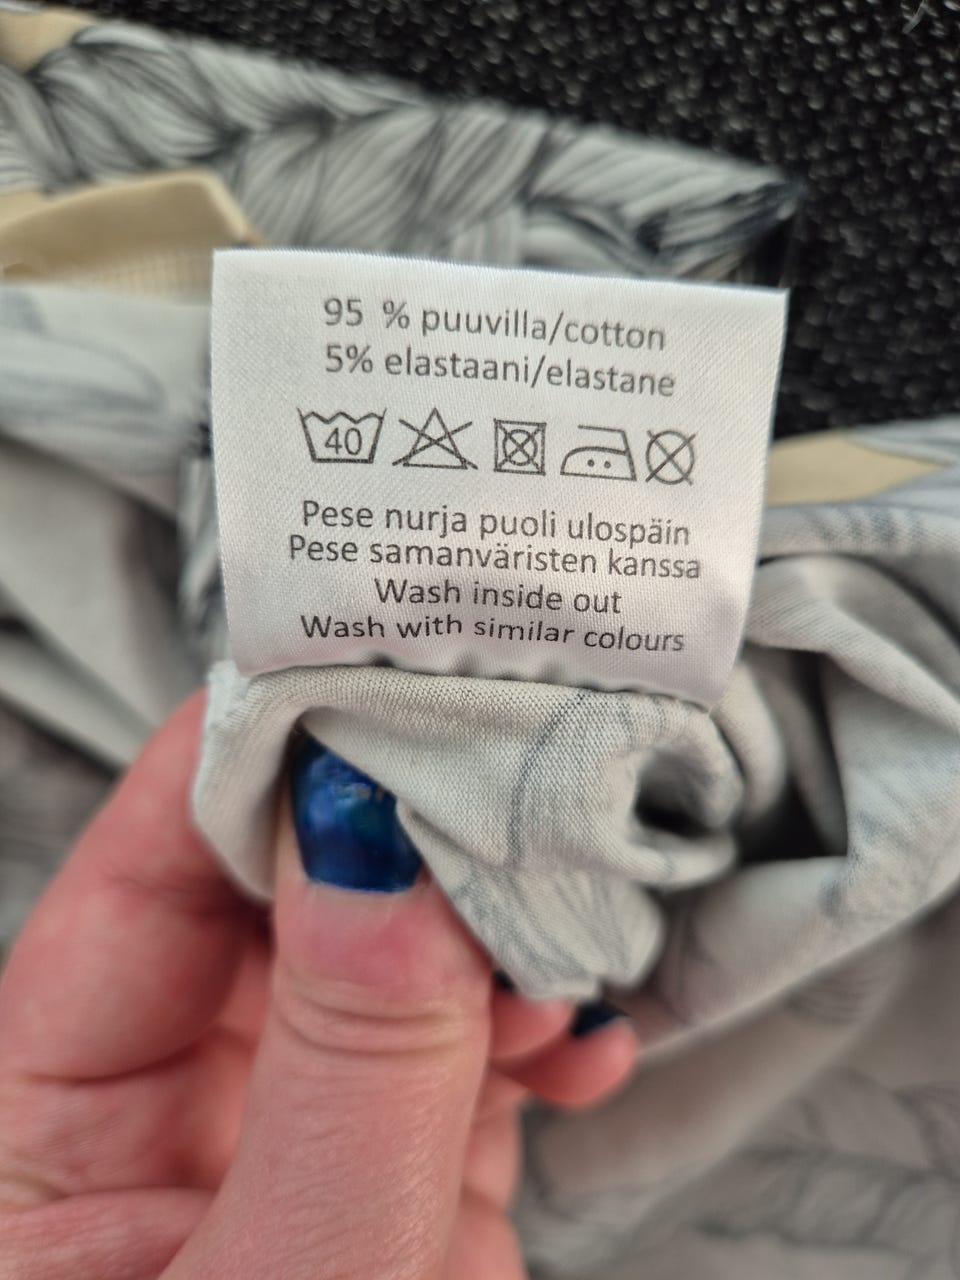 95 % puuvilla/cotton
5% elastaani/elastane
40
Pese nurja puoli ulospäin
Pese samanväristen kanssa
Wash inside out
Wash with similar colours